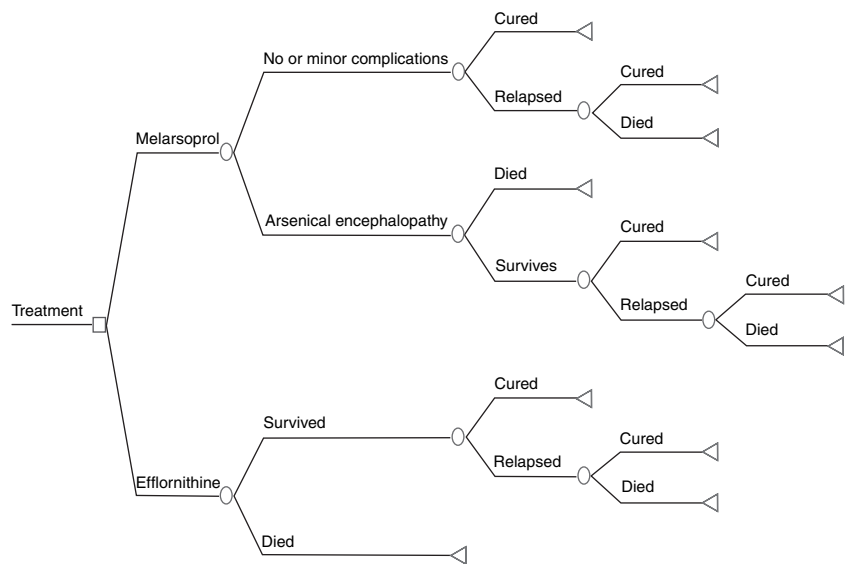 Cured
No or minor complications
Cured
Relapsed
Died
Melarsoprol
Died
Arsenical encephalopathy
Cured
Survives
Cured
Relapsed
Treatment
Died
Cured
Survived
Cured
Relapsed
Efflornithine
Died
Died